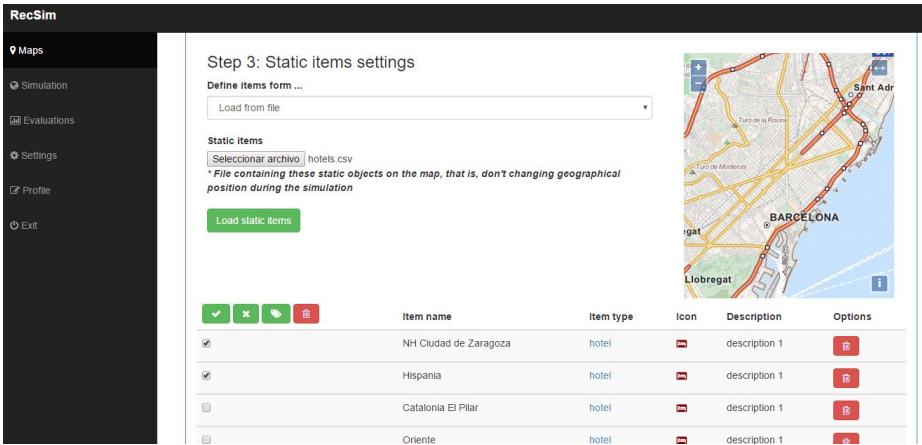 RecSim
Maps
Simulation
Evaluations
Settings
Profile
Exit
Step 3: Static items settings
Define items form ...
Load from file
Static items
Seleccionar archivo hotels.csv
* File containing these static objects on the map, that is, don't changing geographical
position during the simulation
Load static items
Sant Adr
Turó de la Rovira
Turó de Monterols
BARCELONA
gat
Llobregat
Item name Item type Icon Description Options
NH Ciudad de Zaragoza hotel description 1
Hispania hotel description 1
Catalonia El Pilar hotel description 1
Oriente hotel description 1